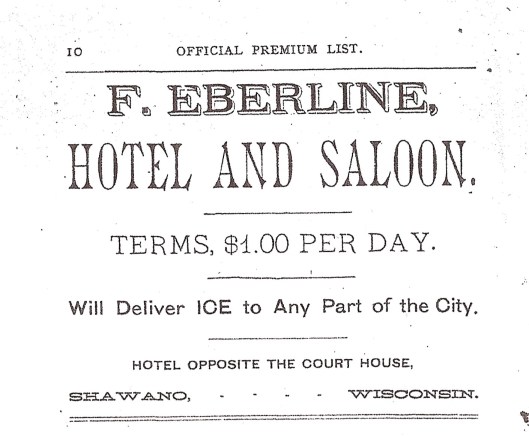 10 OFFICIAL PREMIUM LIST.
F. EBERLINE,
HOTEL AND SALOON.
TERMS, $1.00 PER DAY.
Will Deliver ICE to Any Part of the City.
HOTEL OPPOSITE THE COURT HOUSE,
SHAWANO, - - - - WISCONSIN.